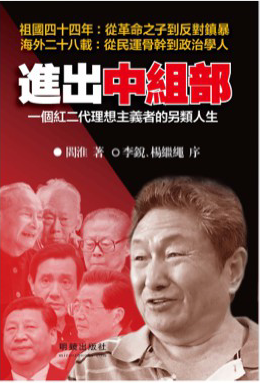 祖國四十四年：從革命之子到反對鎮暴
海外二十八載：從民運骨幹到政治學人
進出中組部
一個紅二代理想主義者的另類人生
閻淮 著 李銳、楊繼繩 序
明鏡出版社